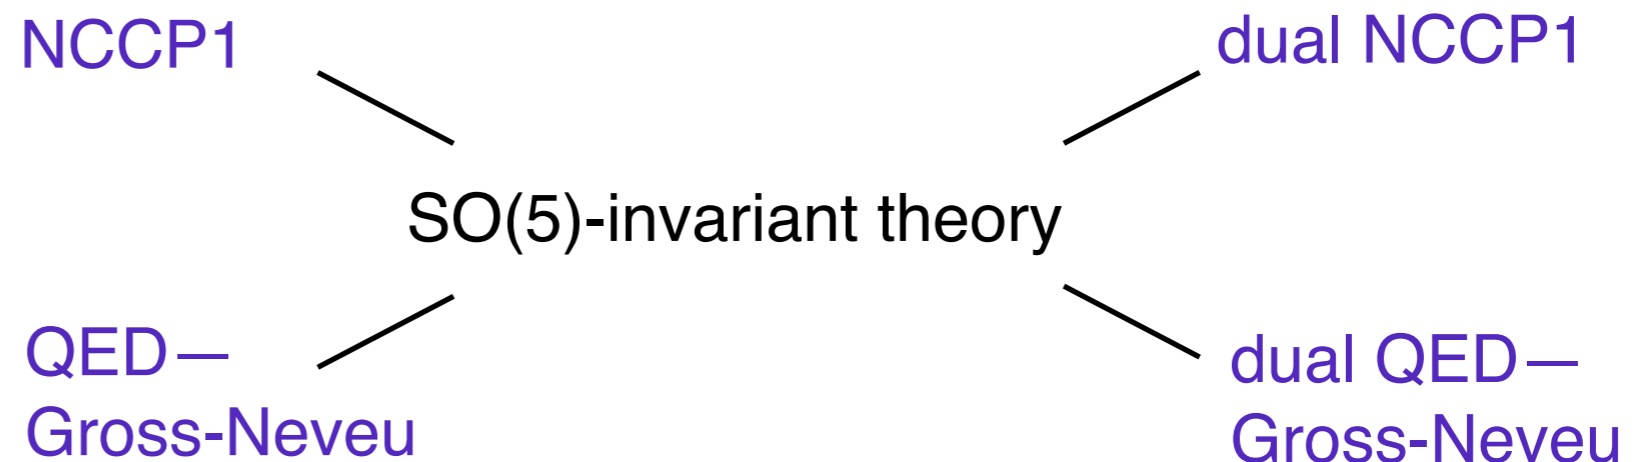 NCCP1
dual NCCP1
SO(5)-invariant theory
QED—
Gross-Neveu
dual QED—
Gross-Neveu